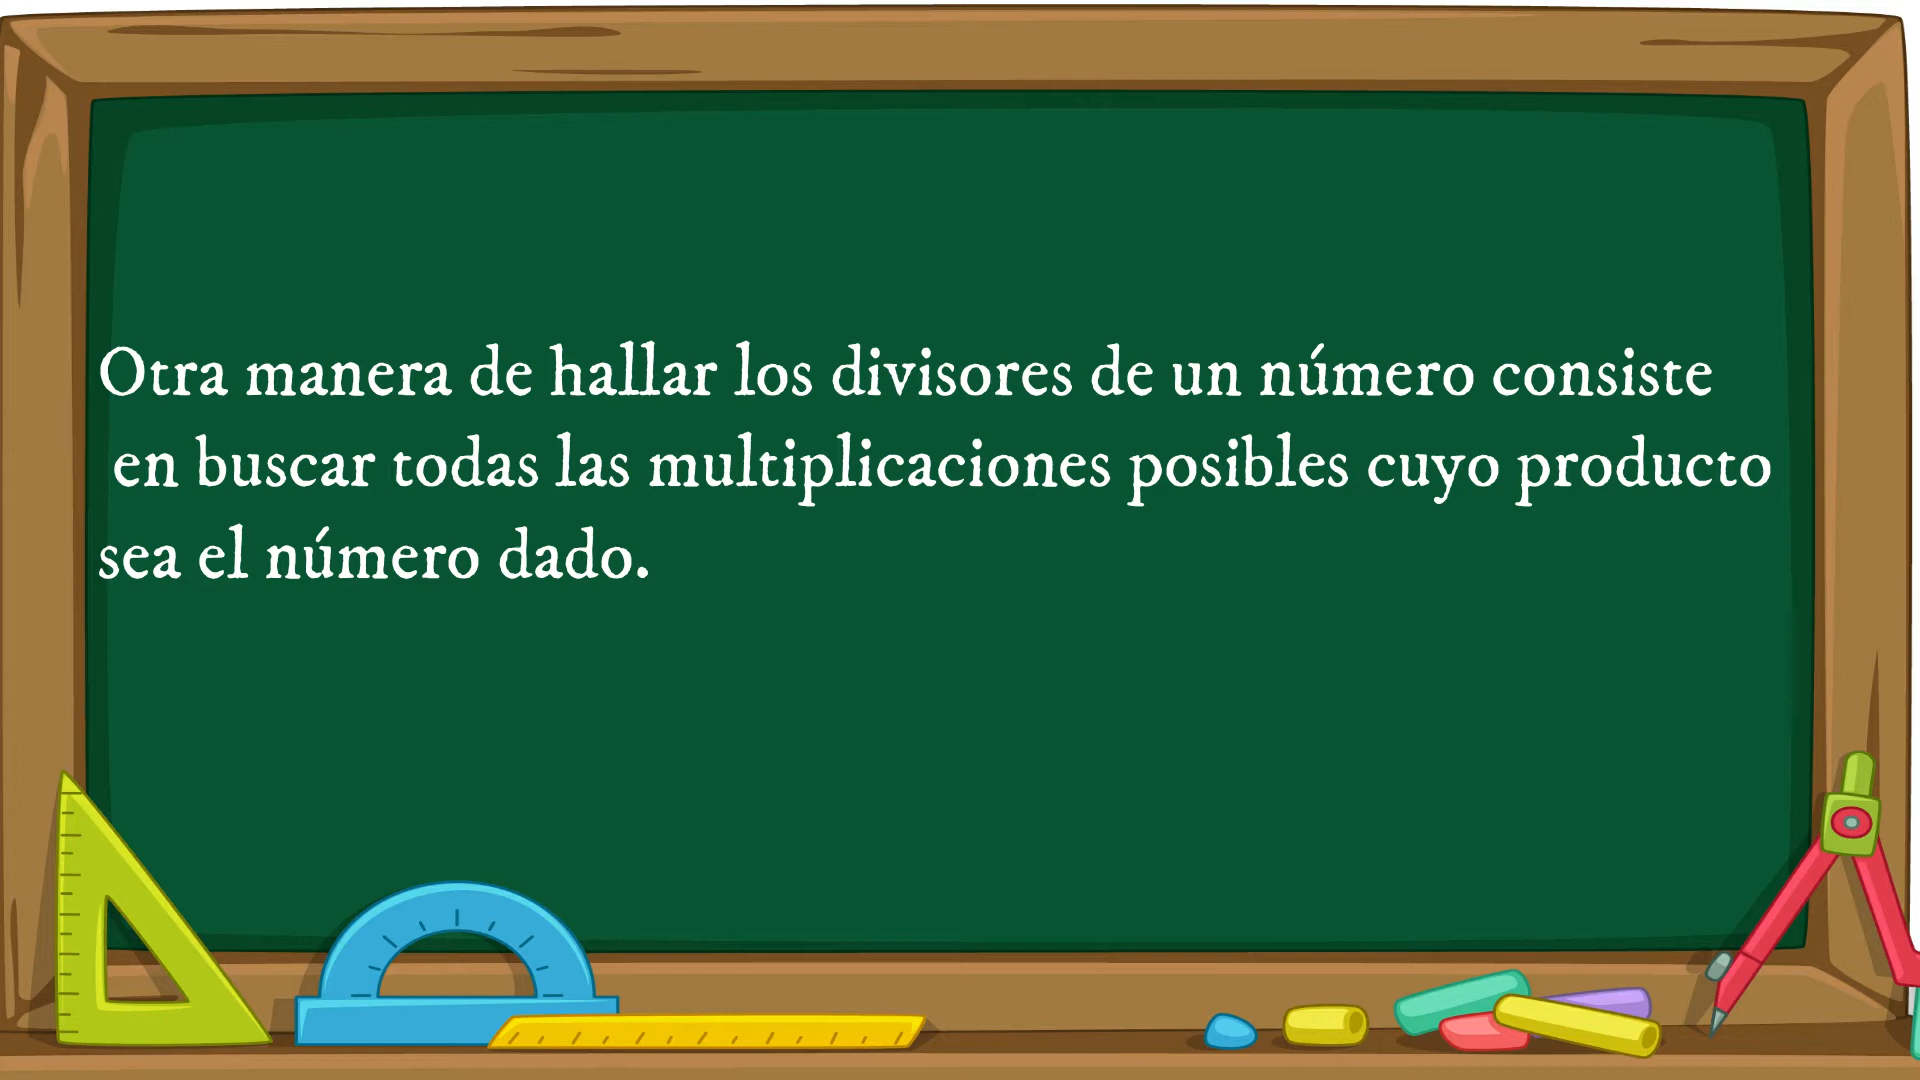 Otra manera de hallar los divisores de un número consiste
en buscar todas las multiplicaciones posibles cuyo producto
sea el número dado.